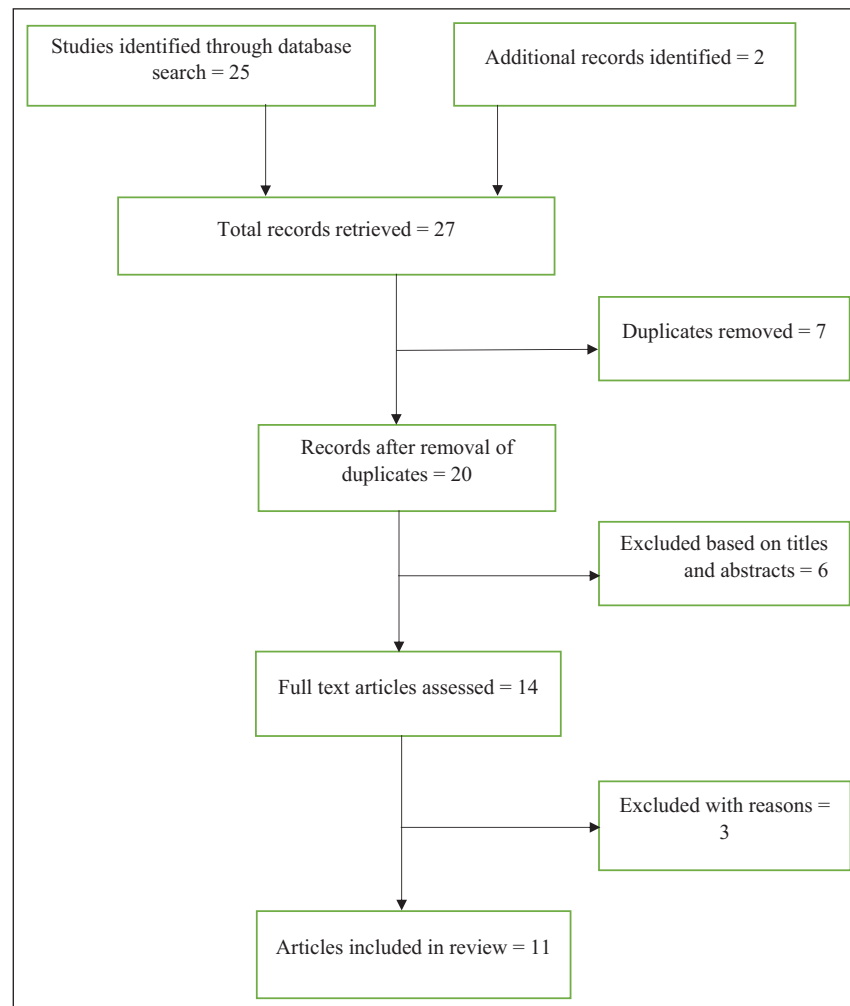 Studies identified through database
search = 25
Additional records identified = 2
Total records retrieved = 27
Duplicates removed = 7
Records after removal of
duplicates = 20
Excluded based on titles
and abstracts = 6
Full text articles assessed = 14
Excluded with reasons =
3
Articles included in review = 11